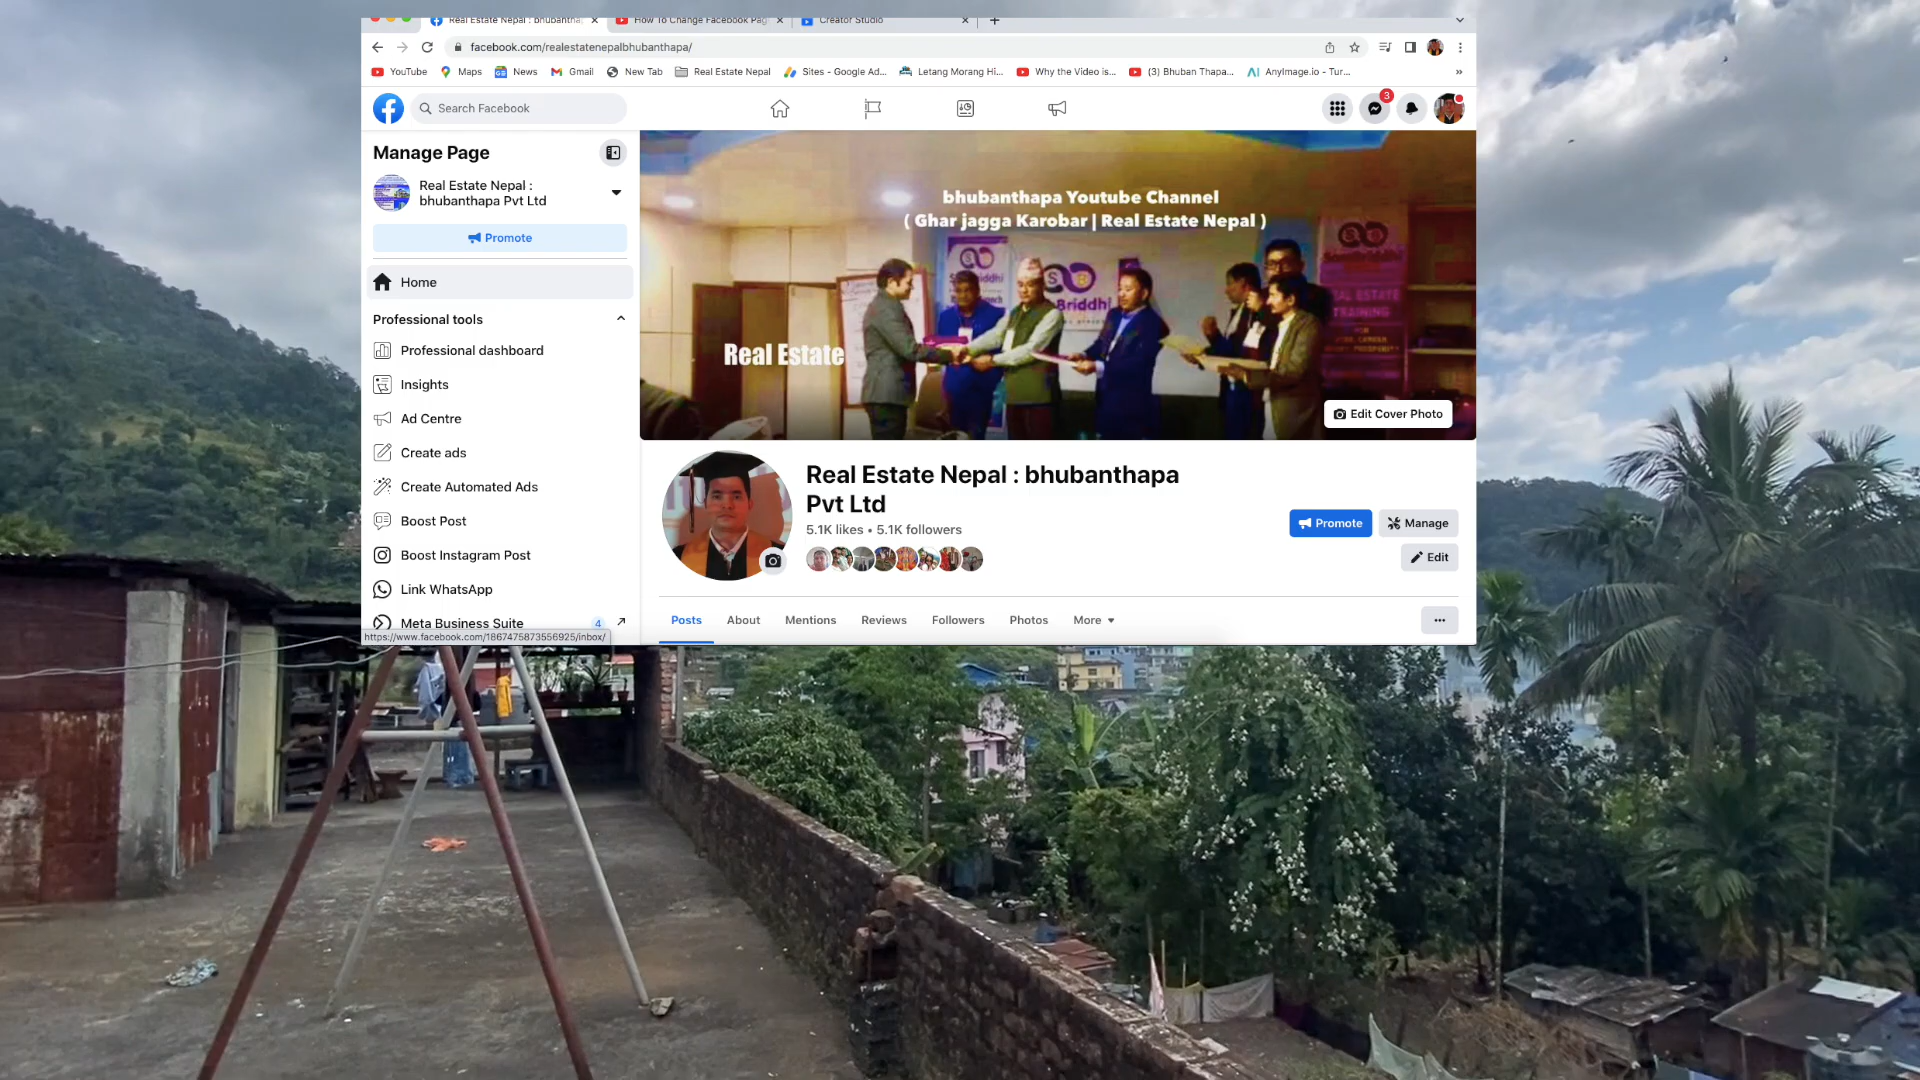 Real Estate Nepal : bhubantha
How To Change Facebook Pag
Creator Studio
facebook.com/realestatenepalbhubanthapa/
YouTube
Maps
News
Gmail
New Tab
Real Estate Nepal
Sites - Google Ad...
Letang Morang Hi...
Why the Video is...
(3) Bhuban Thapa...
AnyImage.io - Tur...
»
Search Facebook
3
Manage Page
Real Estate Nepal :
bhubanthapa Pvt Ltd
Promote
Home
Professional tools
Professional dashboard
Insights
Ad Centre
Create ads
Create Automated Ads
Boost Post
Boost Instagram Post
Link WhatsApp
Meta Business Suite 4
https://www.facebook.com/1867475873556925/inbox/
bhubanthapa Youtube Channel
( Ghar jagga Karobar | Real Estate Nepal )
Briddhi
REAL ESTATE
TRAINING
Real Estate
Edit Cover Photo
Real Estate Nepal : bhubanthapa
Pvt Ltd
5.1K likes • 5.1K followers
Promote
Manage
Edit
Posts
About
Mentions
Reviews
Followers
Photos
More